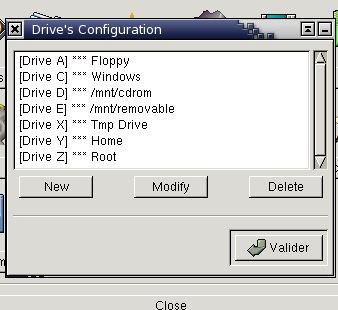 Drive's Configuration
[Drive A] *** Floppy
[Drive C] *** Windows
[Drive D] *** /mnt/cdrom
[Drive E] *** /mnt/removable
[Drive X] *** Tmp Drive
[Drive Y] *** Home
[Drive Z] *** Root
New Modify Delete
Valider
Close